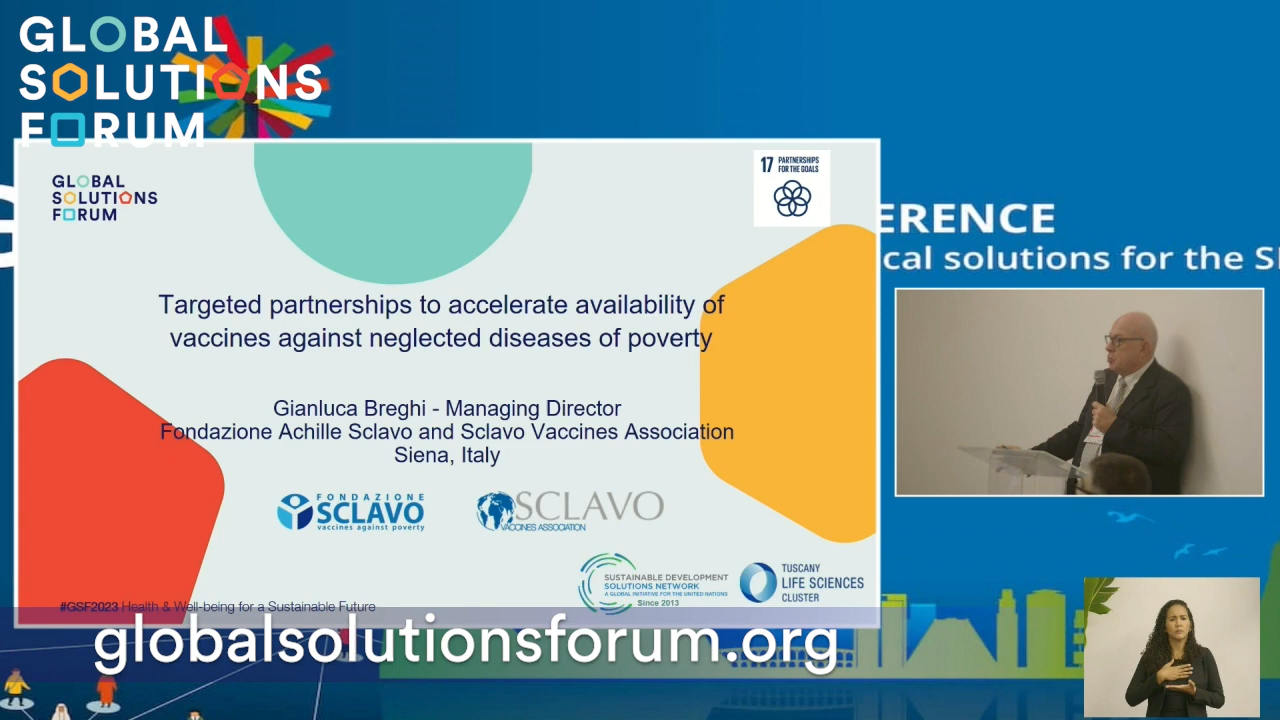 GLOBAL
SOLUTIONS
FORUM
GLOBAL
SOLUTIONS
FORUM
17 PARTNERSHIPS
FOR THE GOALS
ERENCE
cal solutions for the S
Targeted partnerships to accelerate availability of
vaccines against neglected diseases of poverty
Gianluca Breghi - Managing Director
Fondazione Achille Sclavo and Sclavo Vaccines Association
Siena, Italy
FONDAZIONE
SCLAVO
vaccines against poverty
SCLAVO
VACCINES ASSOCIATION
SUSTAINABLE DEVELOPMENT
SOLUTIONS NETWORK
A GLOBAL INITIATIVE FOR THE UNITED NATIONS
Since 2013
TUSCANY
LIFE SCIENCES
CLUSTER
#GSF2023 Health & Well-being for a Sustainable Future
globalsolutionsforum.org